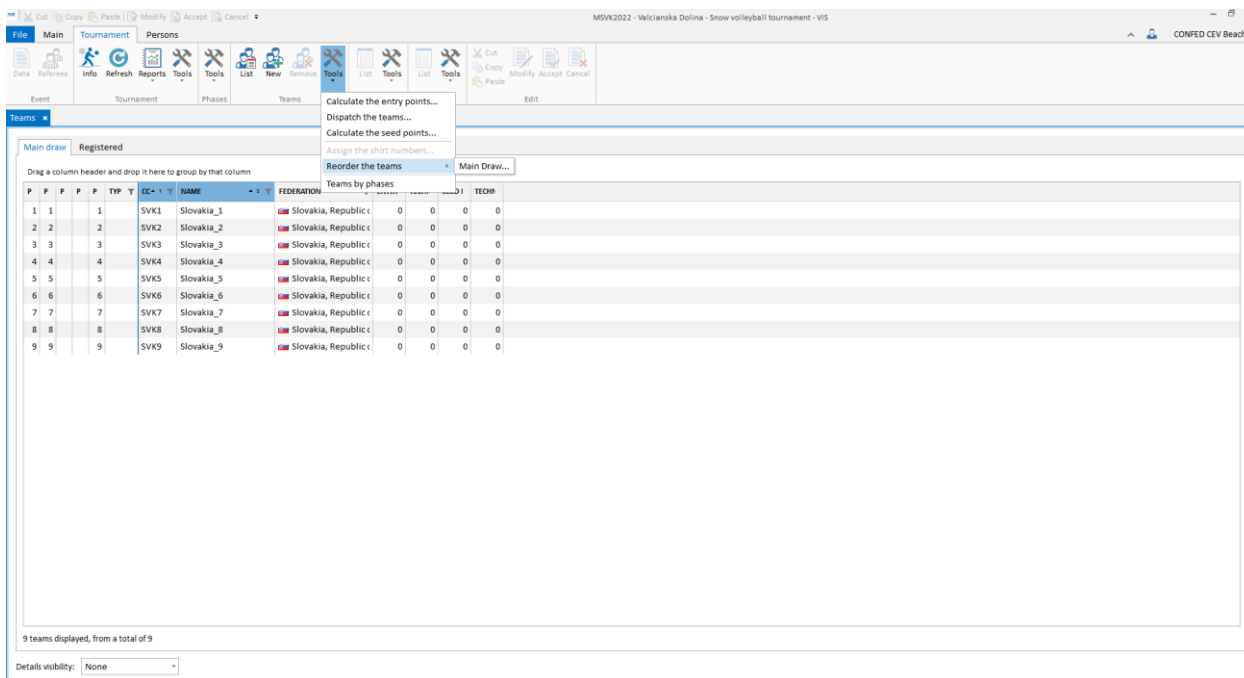 Cut Copy Paste Modify Accept Cancel
MSVK2022 - Valcianska Dolina - Snow volleyball tournament - VIS
File Main Tournament Persons
CONFED CEV Beach
Data Referees Info Refresh Reports Tools Tools List New Remove Tools List Tools List Tools
Cut
Copy
Paste
Modify Accept Cancel
Event Tournament Phases Teams Edit
Calculate the entry points...
Dispatch the teams...
Calculate the seed points...
Assign the shirt numbers...
Reorder the teams
Main Draw...
Teams by phases
Teams
Main draw Registered
Drag a column header and drop it here to group by that column
P P P P P TYP CC 1 NAME 2 FEDERATION SEED I TECHN
1 1 1 SVK1 Slovakia_1 Slovakia, Republic 0 0 0 0
2 2 2 SVK2 Slovakia_2 Slovakia, Republic 0 0 0 0
3 3 3 SVK3 Slovakia_3 Slovakia, Republic 0 0 0 0
4 4 4 SVK4 Slovakia_4 Slovakia, Republic 0 0 0 0
5 5 5 SVK5 Slovakia_5 Slovakia, Republic 0 0 0 0
6 6 6 SVK6 Slovakia_6 Slovakia, Republic 0 0 0 0
7 7 7 SVK7 Slovakia_7 Slovakia, Republic 0 0 0 0
8 8 8 SVK8 Slovakia_8 Slovakia, Republic 0 0 0 0
9 9 9 SVK9 Slovakia_9 Slovakia, Republic 0 0 0 0
9 teams displayed, from a total of 9
Details visibility: None